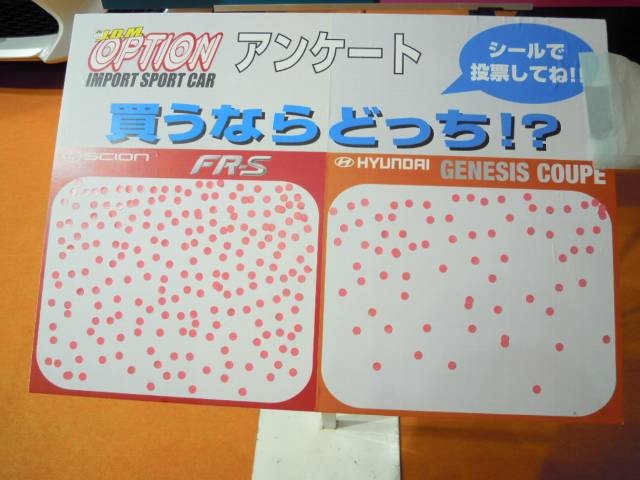 J.D.M.
OPTION
IMPORT SPORT CAR
アンケート
シールで
投票してね!!
買うならどっち!?
SCION
FR-S
HYUNDAI
GENESIS COUPE